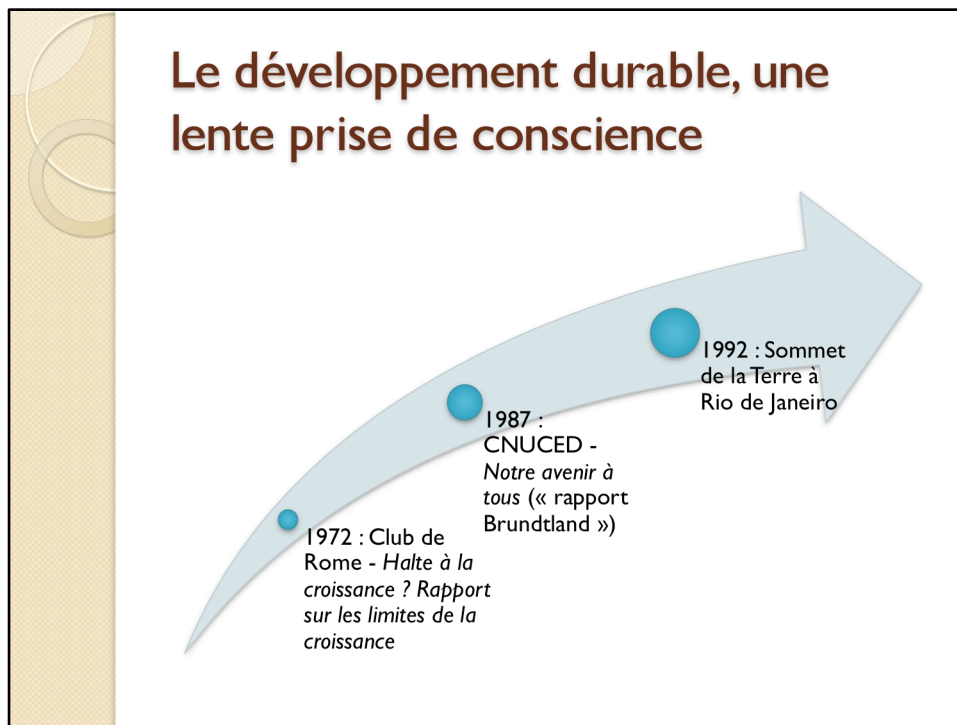 Le développement durable, une
lente prise de conscience
1972 : Club de
Rome - Halte à la
croissance ? Rapport
sur les limites de la
croissance
1987 :
CNUCED -
Notre avenir à
tous (« rapport
Brundtland »)
1992 : Sommet
de la Terre à
Rio de Janeiro